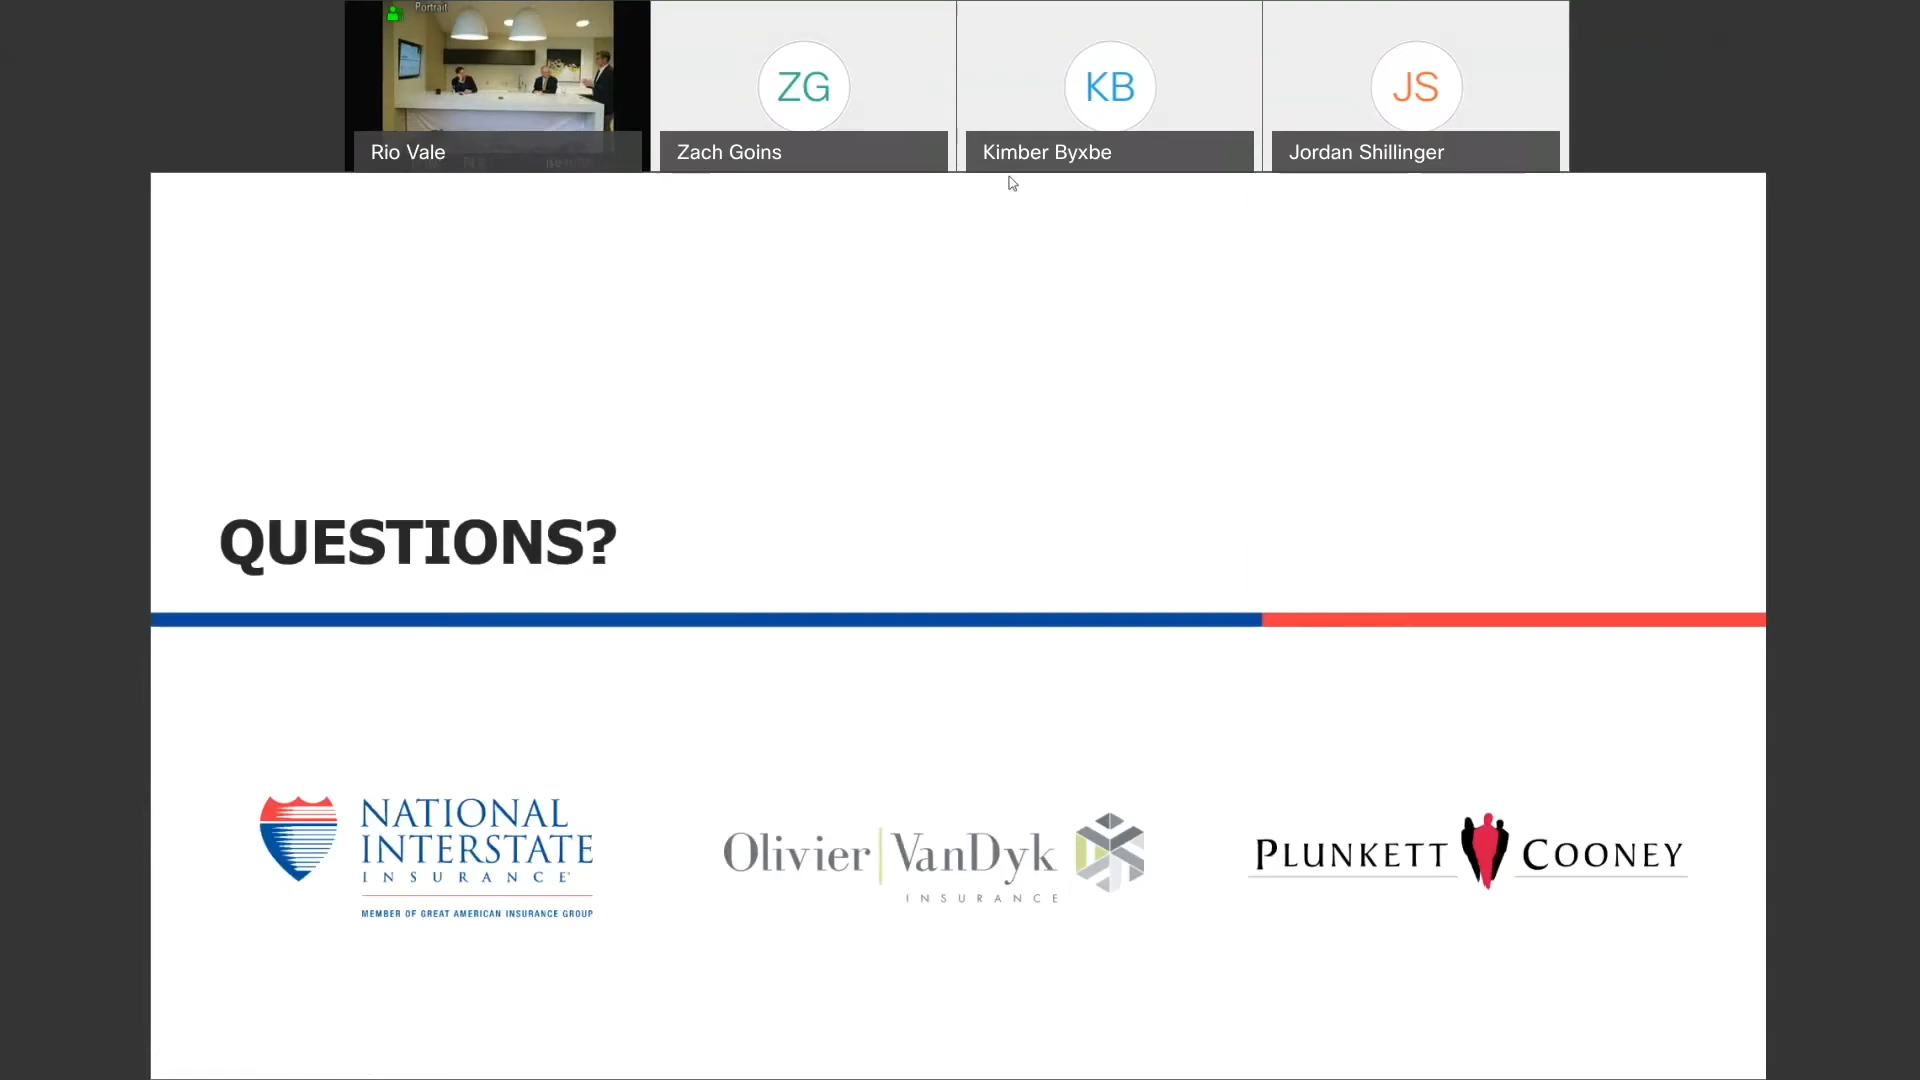 Portrait
ZG
KB
JS
Rio Vale
Zach Goins
Kimber Byxbe
Jordan Shillinger
QUESTIONS?
NATIONAL
INTERSTATE
INSURANCE
MEMBER OF GREAT AMERICAN INSURANCE GROUP
Olivier VanDyk
INSURANCE
PLUNKETT COONEY